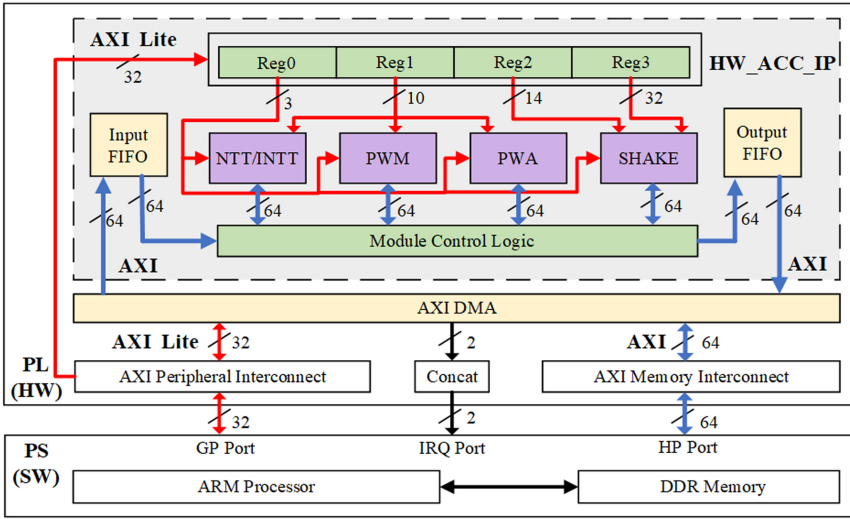 AXI Lite
32
Reg0
Reg1
Reg2
Reg3
HW_ACC_IP
3
10
14
32
Input
FIFO
NTT/INTT
PWM
PWA
SHAKE
Output
FIFO
64
64
64
64
64
64
64
64
Module Control Logic
AXI
AXI
AXI DMA
AXI Lite
32
2
AXI
64
PL
(HW)
AXI Peripheral Interconnect
Concat
AXI Memory Interconnect
32
2
64
PS
(SW)
GP Port
IRQ Port
HP Port
ARM Processor
DDR Memory